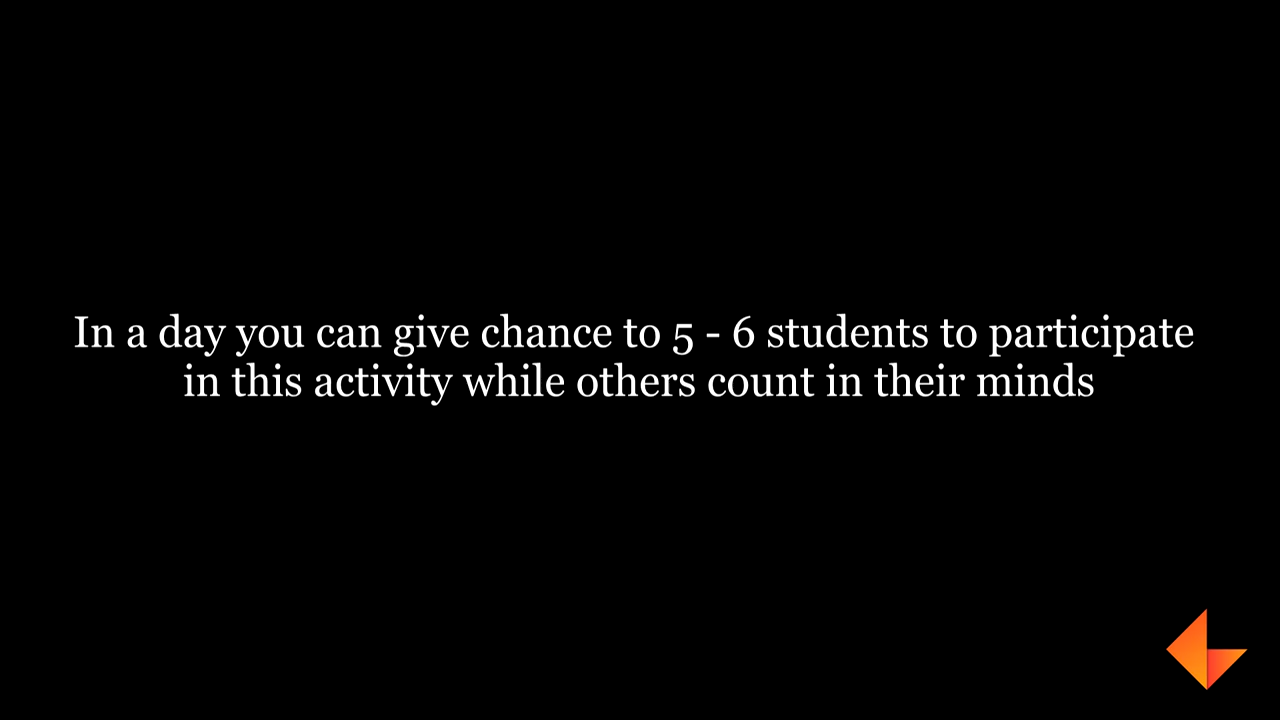 In a day you can give chance to 5 - 6 students to participate
in this activity while others count in their minds